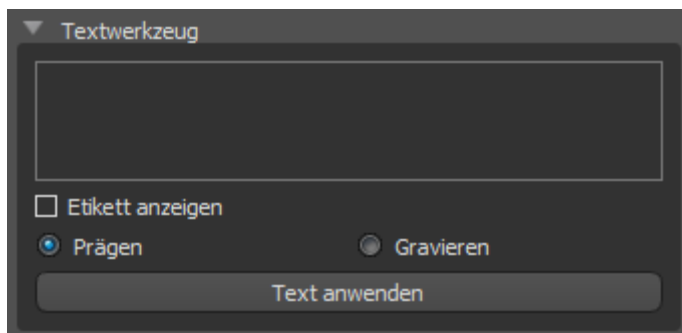 Textwerkzeug
Etikett anzeigen
Prägen Gravieren
Text anwenden